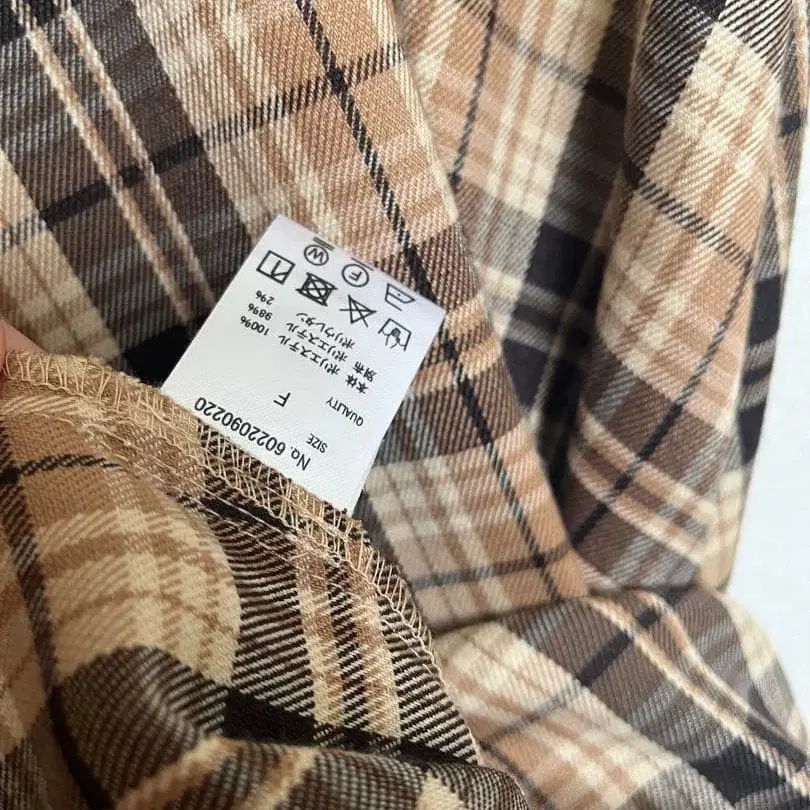 No. 6022090220
SIZE
F
QUALITY
本体 ポリエステル 100%
別布 ポリエステル 98%
ポリウレタン 2%
F
W